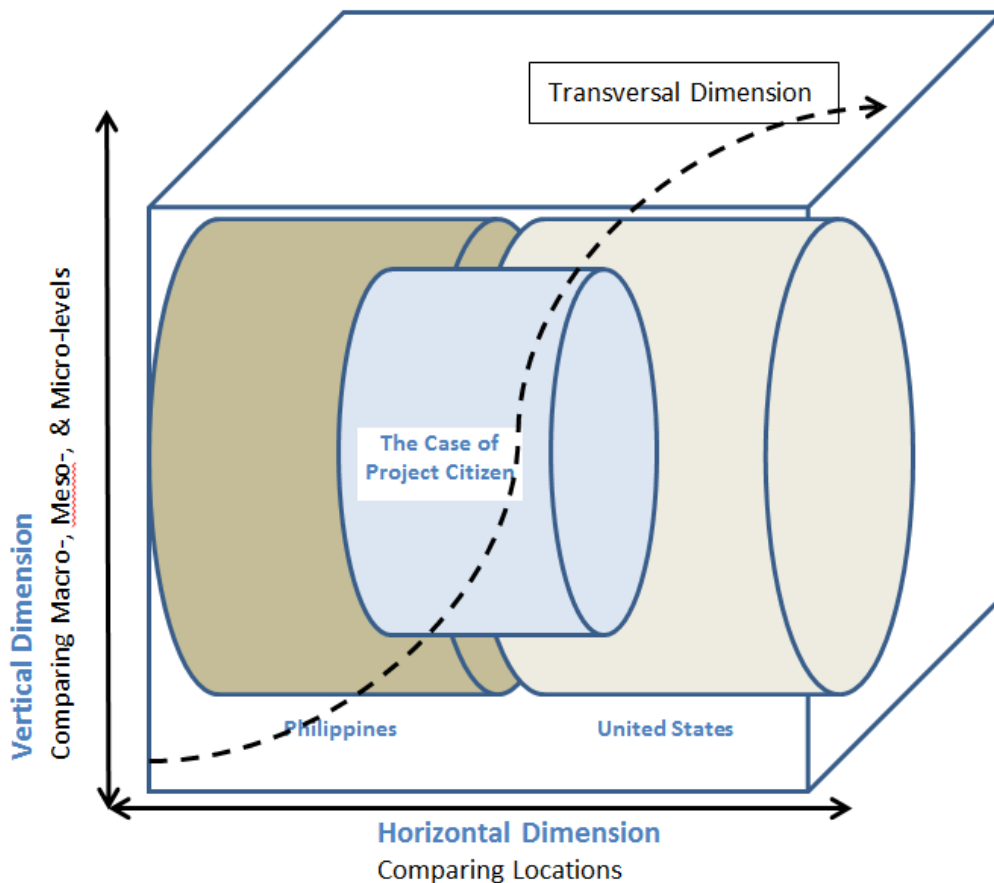 Transversal Dimension
The Case of
Project Citizen
Philippines
United States
Vertical Dimension
Comparing Macro-, Meso-, & Micro-levels
Horizontal Dimension
Comparing Locations